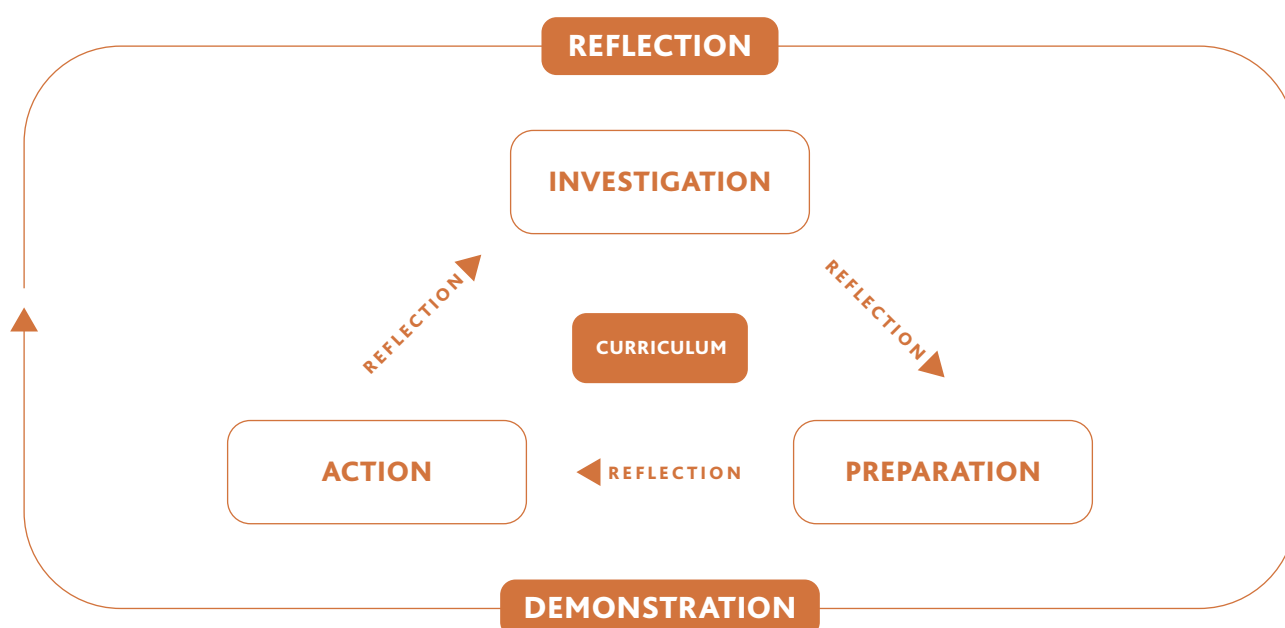 REFLECTION
INVESTIGATION
REFLECTION
REFLECTION
CURRICULUM
ACTION
REFLECTION
PREPARATION
DEMONSTRATION